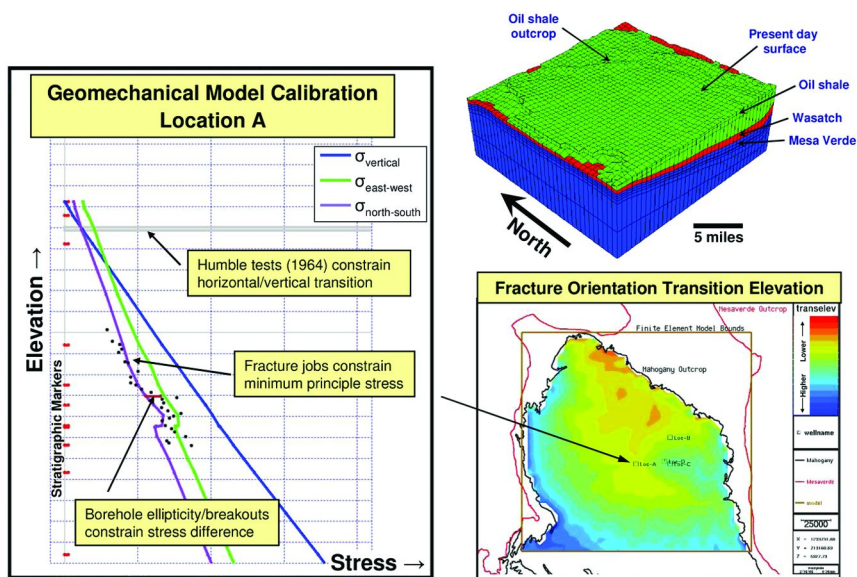 Geomechanical Model Calibration
Location A
σvertical
σeast-west
σnorth-south
Humble tests (1964) constrain
horizontal/vertical transition
Fracture jobs constrain
minimum principle stress
Borehole ellipticity/breakouts
constrain stress difference
Elevation →
Stratigraphic Markers
Stress →
Oil shale
outcrop
Present day
surface
Oil shale
Wasatch
Mesa Verde
North
5 miles
Fracture Orientation Transition Elevation
Mesaverde Outcrop
Finite Element Model Bounds
Mahogany Outcrop
Loc-B
Loc-A
Loc-C
transelev
Lower
Higher
wellname
Mahogany
Mesaverde
model
25000